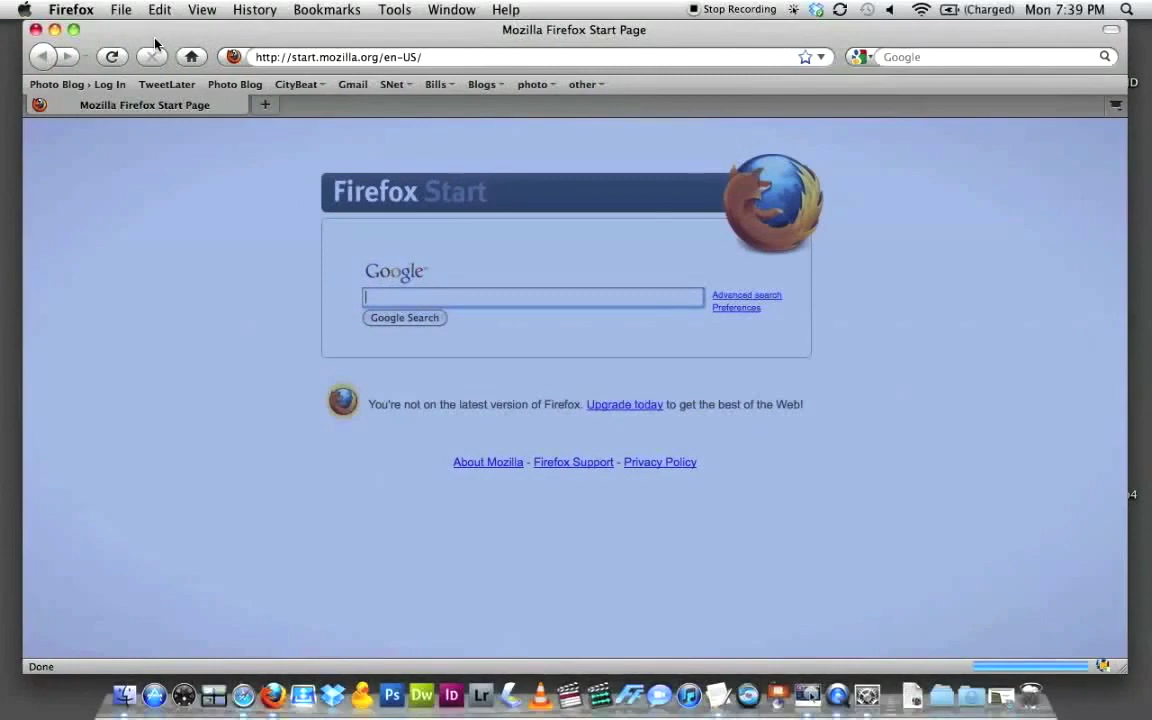 Firefox File Edit View History Bookmarks Tools Window Help Stop Recording (Charged) Mon 7:39 PM
Mozilla Firefox Start Page
http://start.mozilla.org/en-US/ Google
Photo Blog › Log In TweetLater Photo Blog CityBeat Gmail SNet Bills Blogs photo other
Mozilla Firefox Start Page
Firefox Start
Google
Advanced search
Preferences
Google Search
You're not on the latest version of Firefox. Upgrade today to get the best of the Web!
About Mozilla - Firefox Support - Privacy Policy
Done
Ps Dw ID Lr